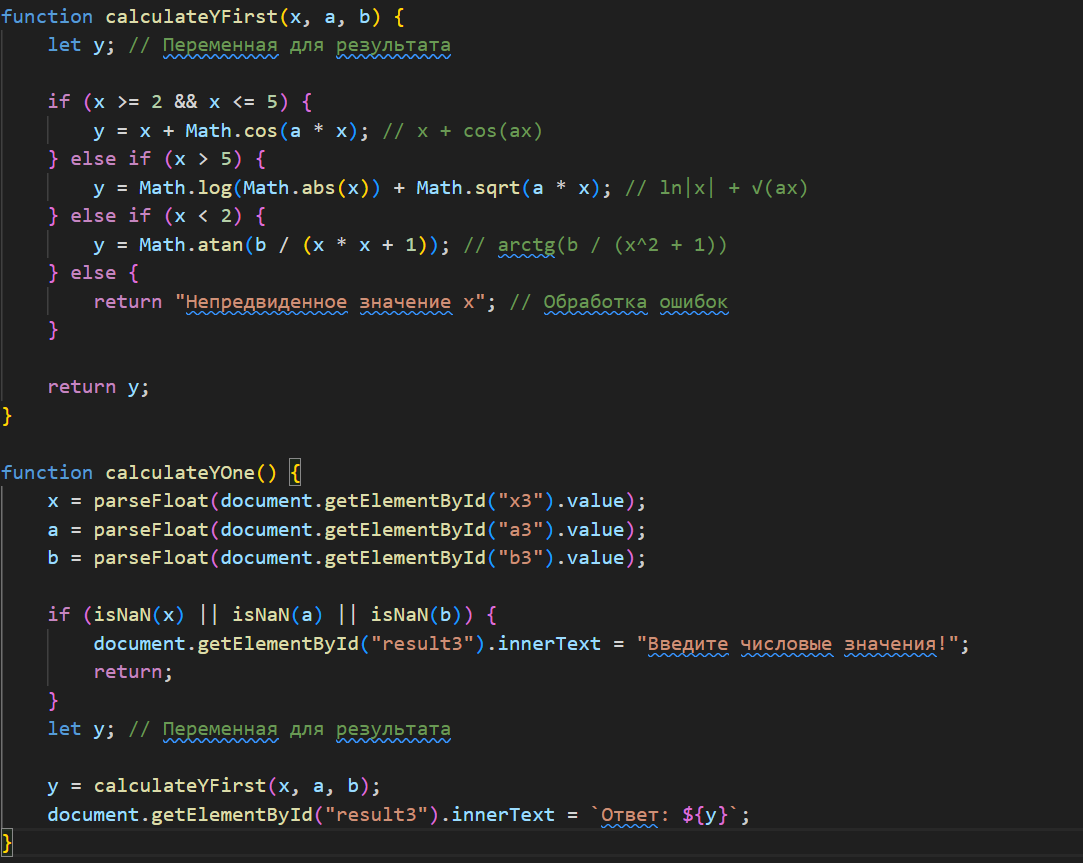 function calculateYFirst(x, a, b) {
    let y; // Переменная для результата

    if (x >= 2 && x <= 5) {
        y = x + Math.cos(a * x); // x + cos(ax)
    } else if (x > 5) {
        y = Math.log(Math.abs(x)) + Math.sqrt(a * x); // ln|x| + √(ax)
    } else if (x < 2) {
        y = Math.atan(b / (x * x + 1)); // arctg(b / (x^2 + 1))
    } else {
        return "Непредвиденное значение x"; // Обработка ошибок
    }

    return y;
}

function calculateYOne() {
    x = parseFloat(document.getElementById("x3").value);
    a = parseFloat(document.getElementById("a3").value);
    b = parseFloat(document.getElementById("b3").value);

    if (isNaN(x) || isNaN(a) || isNaN(b)) {
        document.getElementById("result3").innerText = "Введите числовые значения!";
        return;
    }
    let y; // Переменная для результата

    y = calculateYFirst(x, a, b);
    document.getElementById("result3").innerText = `Ответ: ${y}`;
}